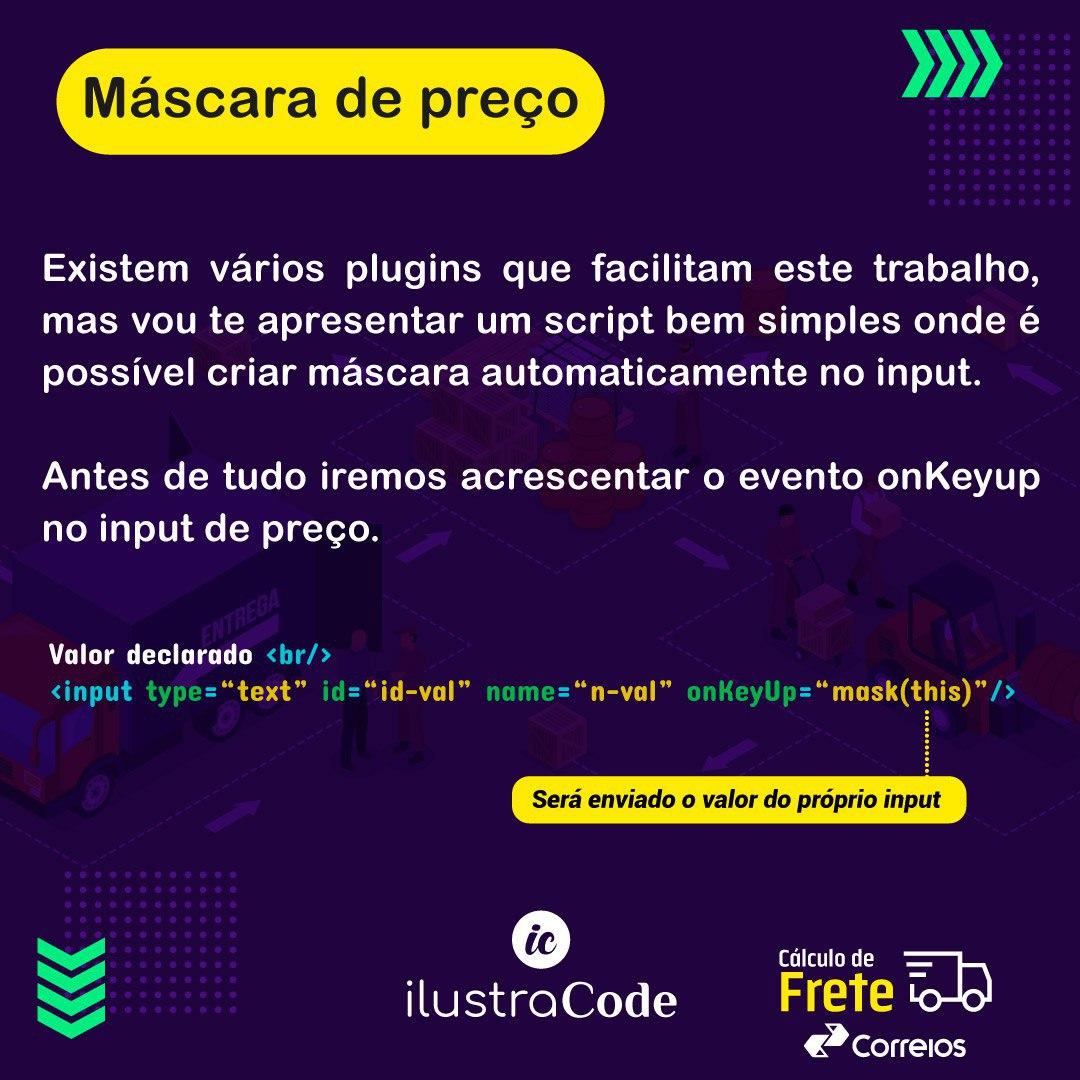 Máscara de preço
Existem vários plugins que facilitam este trabalho,
mas vou te apresentar um script bem simples onde é
possível criar máscara automaticamente no input.
Antes de tudo iremos acrescentar o evento onKeyup
no input de preço.
ENTREGA
Valor declarado <br/>
<input type=“text” id=“id-val” name=“n-val” onKeyUp=“mask(this)”/>
Será enviado o valor do próprio input
ic
ilustraCode
Cálculo de
Frete
Correios